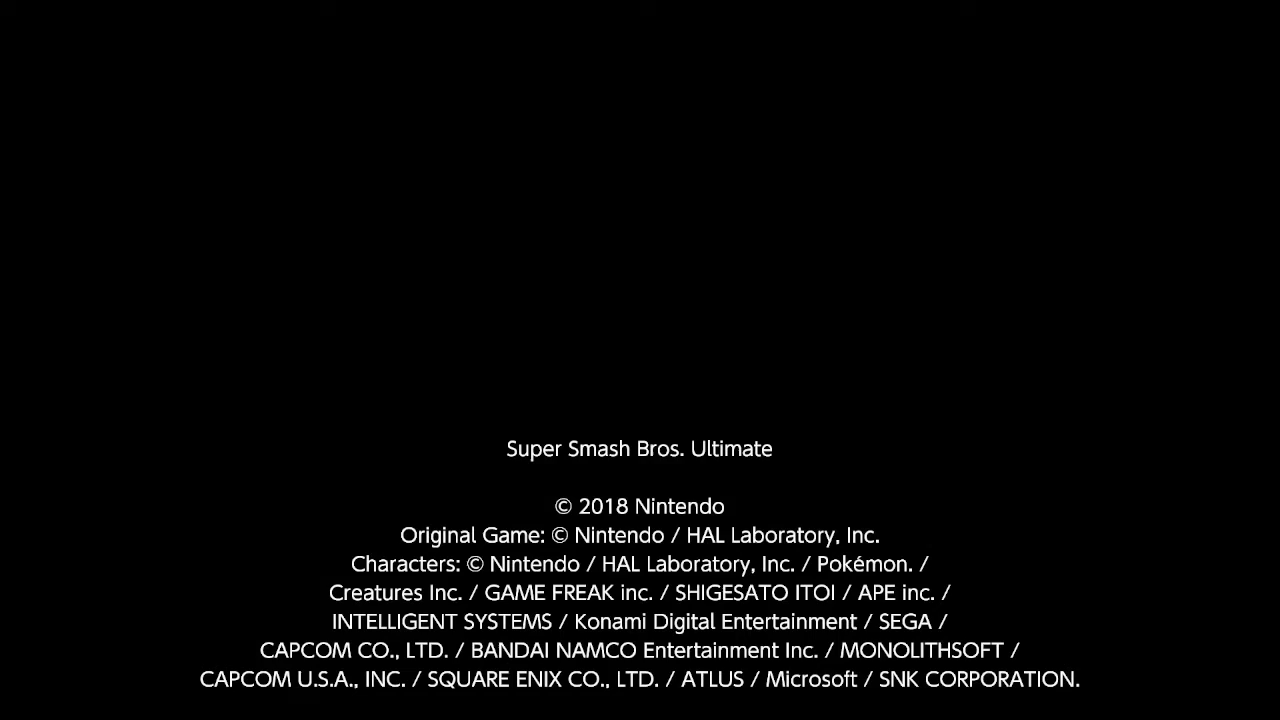 Super Smash Bros. Ultimate
© 2018 Nintendo
Original Game: © Nintendo / HAL Laboratory, Inc.
Characters: © Nintendo / HAL Laboratory, Inc. / Pokémon. /
Creatures Inc. / GAME FREAK inc. / SHIGESATO ITOI / APE inc. /
INTELLIGENT SYSTEMS / Konami Digital Entertainment / SEGA /
CAPCOM CO., LTD. / BANDAI NAMCO Entertainment Inc. / MONOLITHSOFT /
CAPCOM U.S.A., INC. / SQUARE ENIX CO., LTD. / ATLUS / Microsoft / SNK CORPORATION.